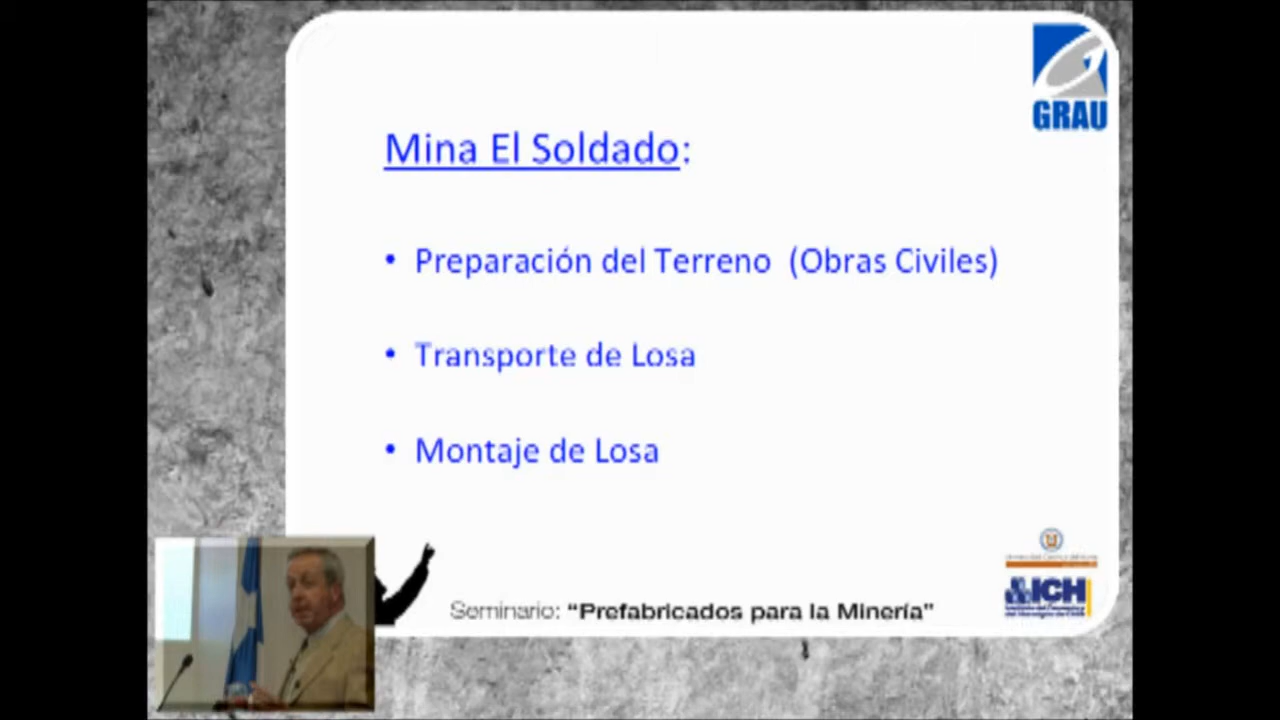 GRAU
Mina El Soldado:
• Preparación del Terreno (Obras Civiles)
• Transporte de Losa
• Montaje de Losa
ICH
Seminario: “Prefabricados para la Minería”